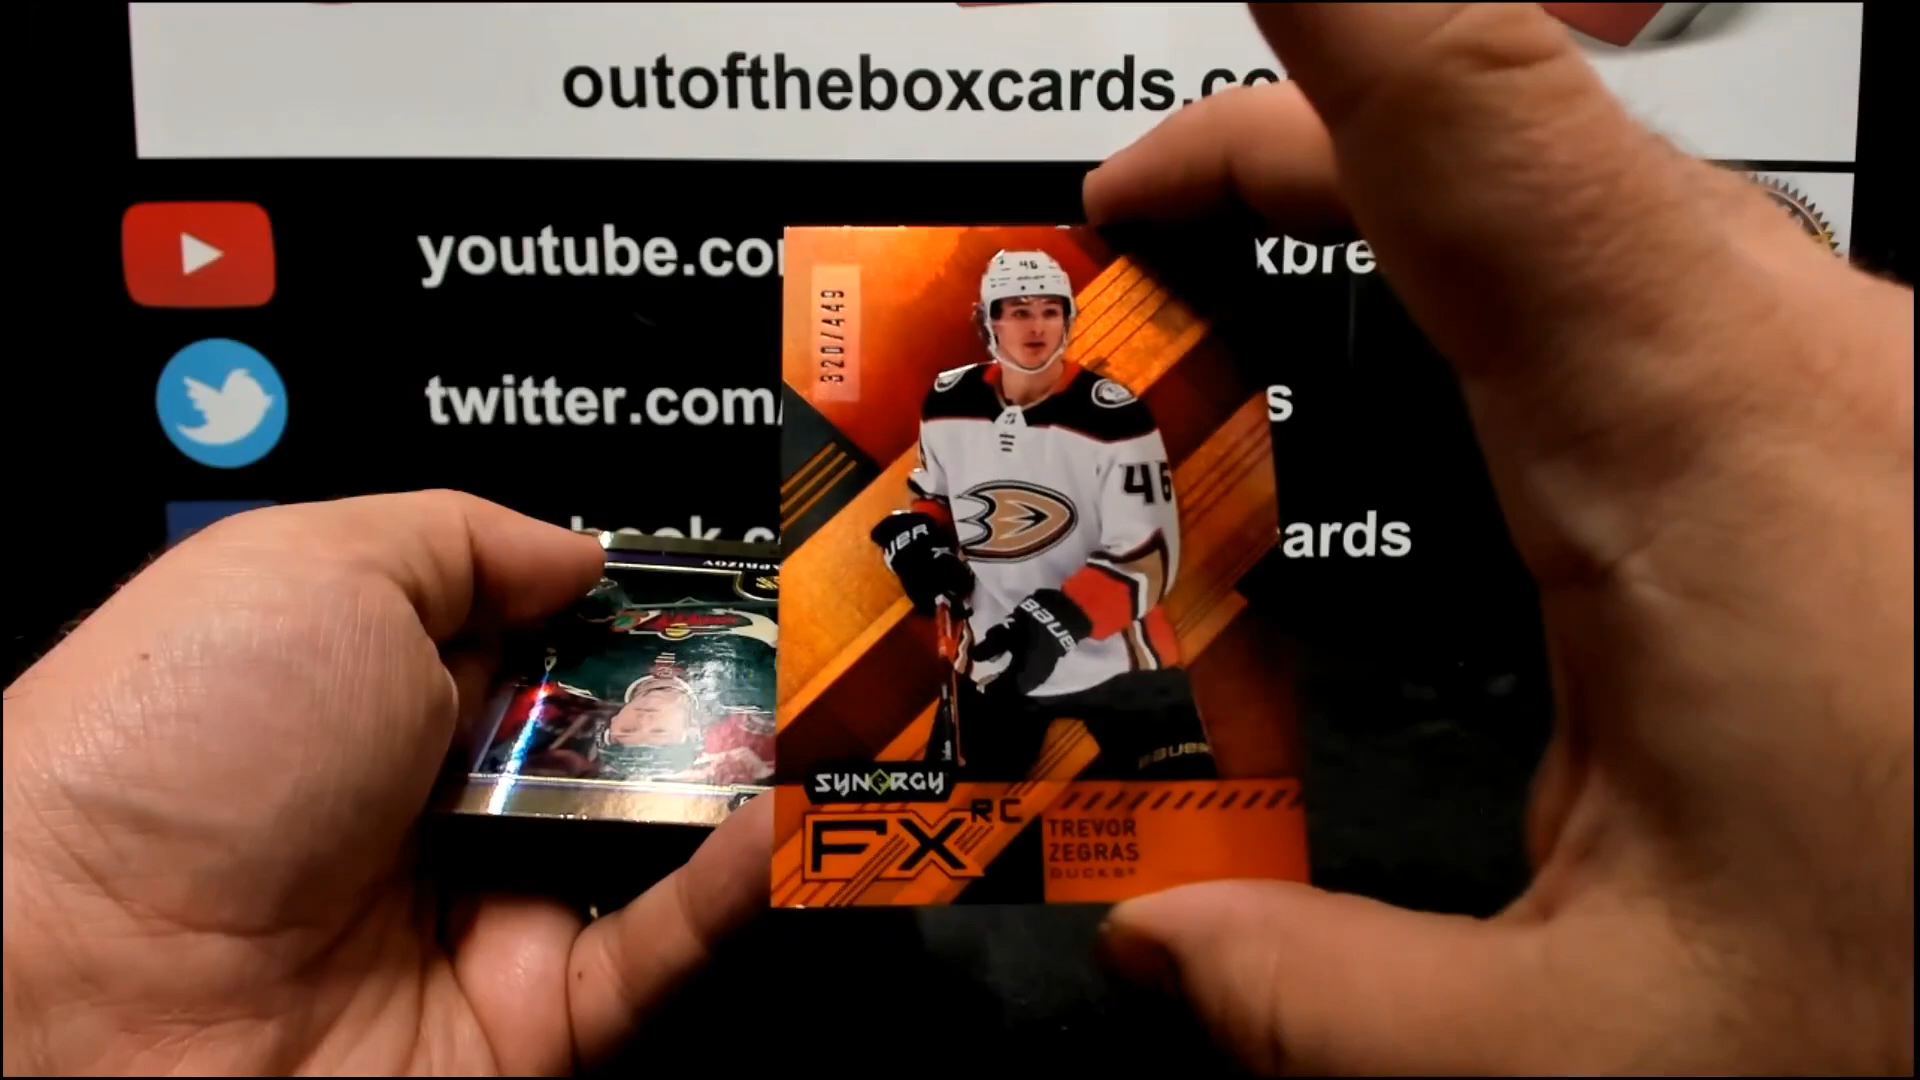 outoftheboxcards.co
youtube.co
xbre
twitter.com/
s
ards
320/449
46
46
BAUER
BAUER
SYNERGY
FX RC
TREVOR
ZEGRAS
DUCKS